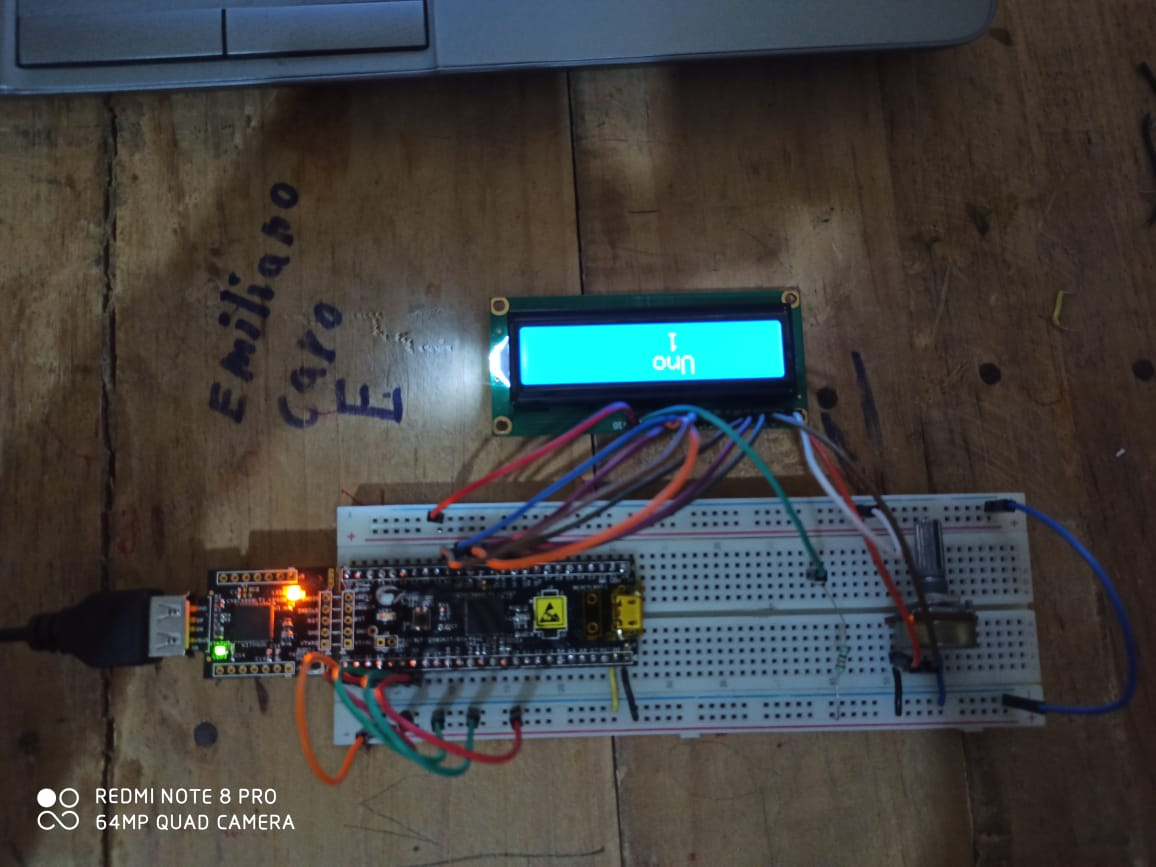 Emiliano
Caro
E
Uno
1
REDMI NOTE 8 PRO
64MP QUAD CAMERA